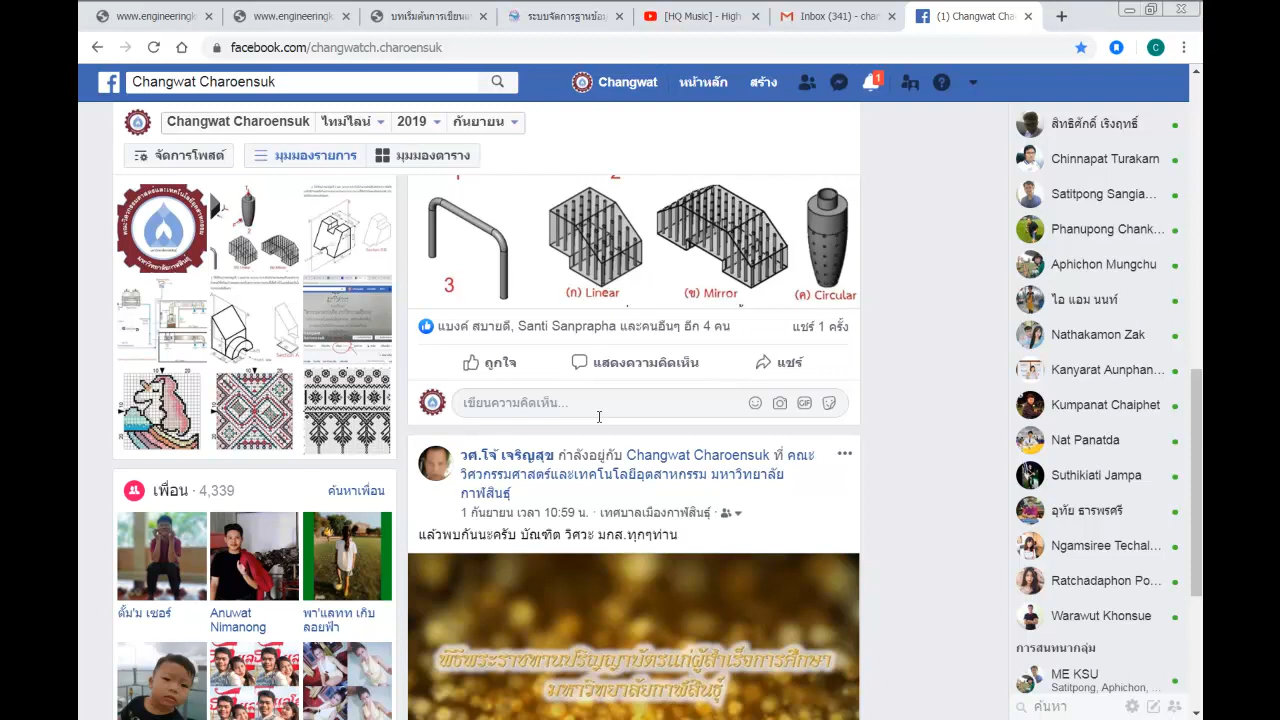 www.engineeringk
www.engineeringk
บทเริ่มต้นการเขียนแ
ระบบจัดการฐานข้อมู
[HQ Music] - High
Inbox (341) - char
(1) Changwat Cha
facebook.com/changwatch.charoensuk
Changwat Charoensuk
Changwat
หน้าหลัก
สร้าง
1
Changwat Charoensuk
ไทม์ไลน์
2019
กันยายน
จัดการโพสต์
มุมมองรายการ
มุมมองตาราง
3
(ก) Linear
(ข) Mirror
(ค) Circular
แบงค์ สบายดี, Santi Sanprapha และคนอื่นๆ อีก 4 คน
แชร์ 1 ครั้ง
ถูกใจ
แสดงความคิดเห็น
แชร์
เขียนความคิดเห็น...
วศ.โจ้ เจริญสุข กำลังอยู่กับ Changwat Charoensuk ที่ คณะ
วิศวกรรมศาสตร์และเทคโนโลยีอุตสาหกรรม มหาวิทยาลัย
กาฬสินธุ์
1 กันยายน เวลา 10:59 น. · เทศบาลเมืองกาฬสินธุ์ ·
แล้วพบกันนะครับ บัณฑิต วิศวะ มกส.ทุกๆท่าน
พิธีพระราชทานปริญญาบัตรแก่ผู้สำเร็จการศึกษา
มหาวิทยาลัยกาฬสินธุ์
เพื่อน · 4,339
ค้นหาเพื่อน
ตั้ม'ม เซอร์
Anuwat
Nimanong
พา'แลทท เก็บ
ลอยฟ้า
สิทธิศักดิ์ เริงฤทธิ์
Chinnapat Turakarn
Satitpong Sangia...
Phanupong Chank...
Aphichon Mungchu
ไอ แอม นนท์
Nathakamon Zak
Kanyarat Aunphan...
Kumpanat Chaiphet
Nat Panatda
Suthikiati Jampa
อุทัย ธารพรศรี
Ngamsiree Techal...
Ratchadaphon Po...
Warawut Khonsue
การสนทนากลุ่ม
ME KSU
Satitpong, Aphichon, ...
ค้นหา